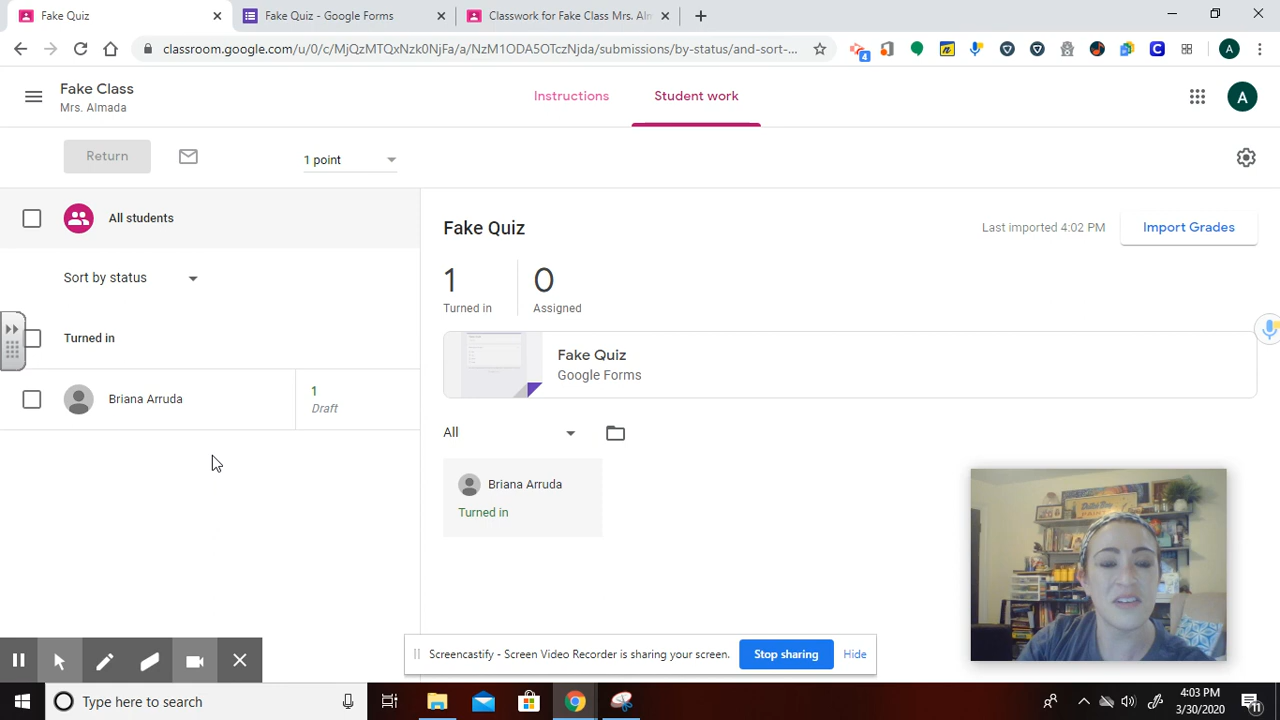 Fake Quiz
Fake Quiz - Google Forms
Classwork for Fake Class Mrs. Alm
classroom.google.com/u/0/c/MjQzMTQxNzk0NjFa/a/NzM1ODA5OTczNjda/submissions/by-status/and-sort-...
4
A
Fake Class
Mrs. Almada
Instructions
Student work
A
Return
1 point
All students
Fake Quiz
Last imported 4:02 PM
Import Grades
Sort by status
1
Turned in
0
Assigned
Turned in
Fake Quiz
Google Forms
Briana Arruda
1
Draft
All
Briana Arruda
Turned in
Screencastify - Screen Video Recorder is sharing your screen.
Stop sharing
Hide
Type here to search
4:03 PM
3/30/2020
11